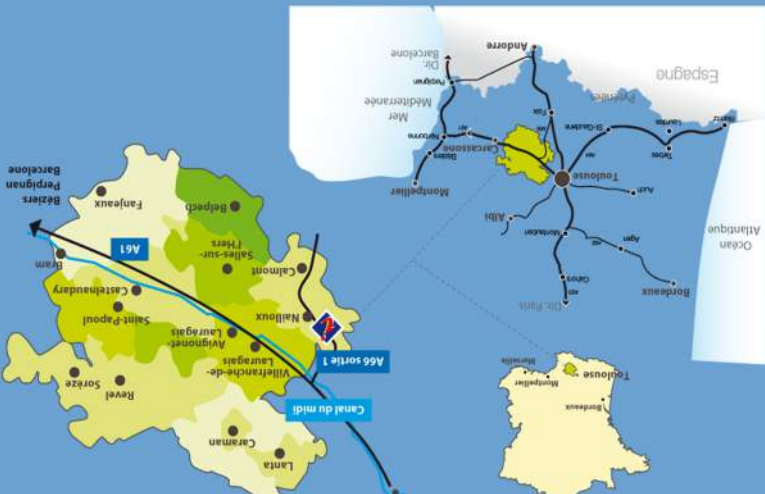 Toulouse
Bordeaux
Montpellier
Marseille
Canal du midi
Lanta
Caraman
Revel
Sorèze
A66 sortie 1
Villefranche-de-
Lauragais
Nailloux
Avignonet-
Lauragais
Saint-Papoul
Castelnaudary
Calmont
Salles-sur-
l'Hers
A61
Bram
Belpech
Fanjeaux
Béziers
Perpignan
Barcelone
Dir. Paris
Bordeaux
Cahors
Agen
Montauban
Albi
Auch
Toulouse
Océan
Atlantique
Montpellier
Béziers
Narbonne
Carcassonne
A61
Biarritz
Tarbes
Lourdes
St-Gaudens
Foix
Mer
Méditerranée
Pyrénées
Perpignan
Espagne
Andorre
Dir.
Barcelone